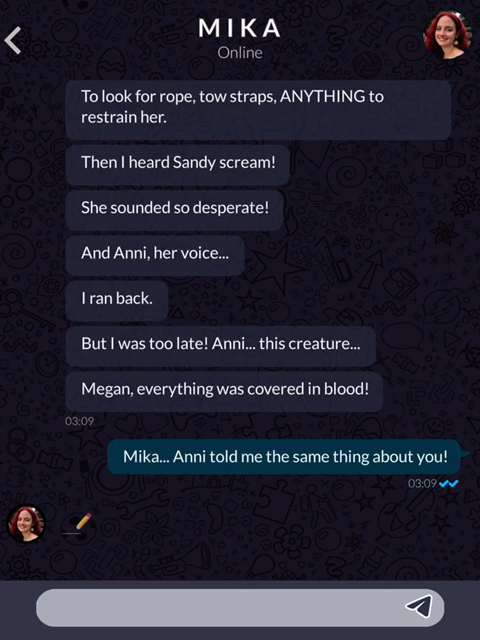 MIKA
Online
To look for rope, tow straps, ANYTHING to
restrain her.
Then I heard Sandy scream!
She sounded so desperate!
And Anni, her voice...
I ran back.
But I was too late! Anni... this creature...
Megan, everything was covered in blood!
03:09
Mika... Anni told me the same thing about you!
03:09